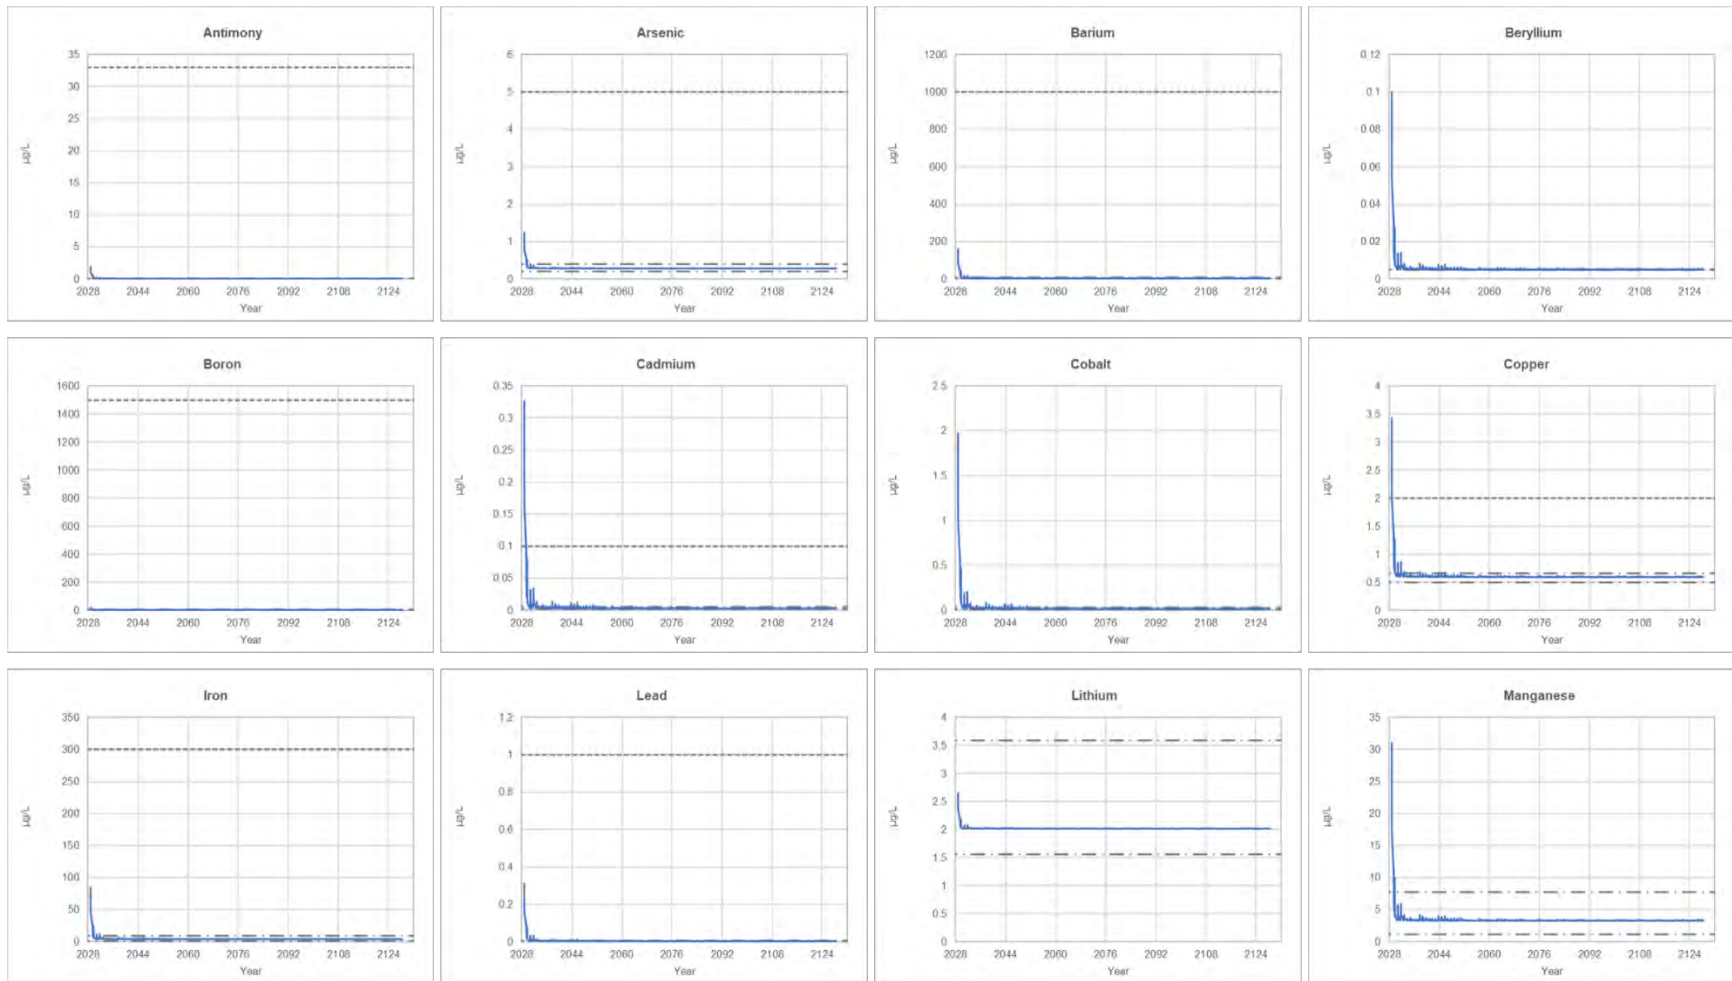 Antimony
35
30
25
20
15
10
5
0
µg/L
2028 2044 2060 2076 2092 2108 2124
Year
Arsenic
6
5
4
3
2
1
0
µg/L
2028 2044 2060 2076 2092 2108 2124
Year
Barium
1200
1000
800
600
400
200
0
µg/L
2028 2044 2060 2076 2092 2108 2124
Year
Beryllium
0.12
0.1
0.08
0.06
0.04
0.02
0
µg/L
2028 2044 2060 2076 2092 2108 2124
Year
Boron
1600
1400
1200
1000
800
600
400
200
0
µg/L
2028 2044 2060 2076 2092 2108 2124
Year
Cadmium
0.35
0.3
0.25
0.2
0.15
0.1
0.05
0
µg/L
2028 2044 2060 2076 2092 2108 2124
Year
Cobalt
2.5
2
1.5
1
0.5
0
µg/L
2028 2044 2060 2076 2092 2108 2124
Year
Copper
4
3.5
3
2.5
2
1.5
1
0.5
0
µg/L
2028 2044 2060 2076 2092 2108 2124
Year
Iron
350
300
250
200
150
100
50
0
µg/L
2028 2044 2060 2076 2092 2108 2124
Year
Lead
1.2
1
0.8
0.6
0.4
0.2
0
µg/L
2028 2044 2060 2076 2092 2108 2124
Year
Lithium
4
3.5
3
2.5
2
1.5
1
0.5
0
µg/L
2028 2044 2060 2076 2092 2108 2124
Year
Manganese
35
30
25
20
15
10
5
0
µg/L
2028 2044 2060 2076 2092 2108 2124
Year